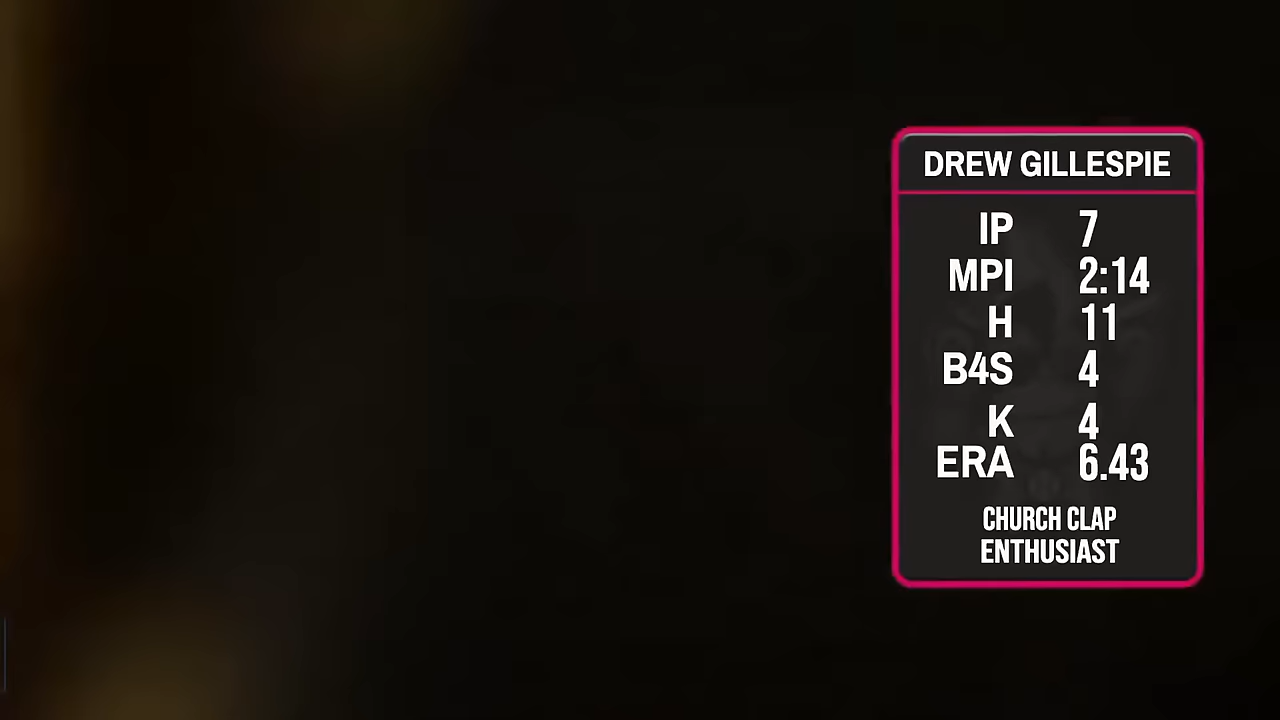 DREW GILLESPIE
IP 7
MPI 2:14
H 11
B4S 4
K 4
ERA 6.43
CHURCH CLAP
ENTHUSIAST